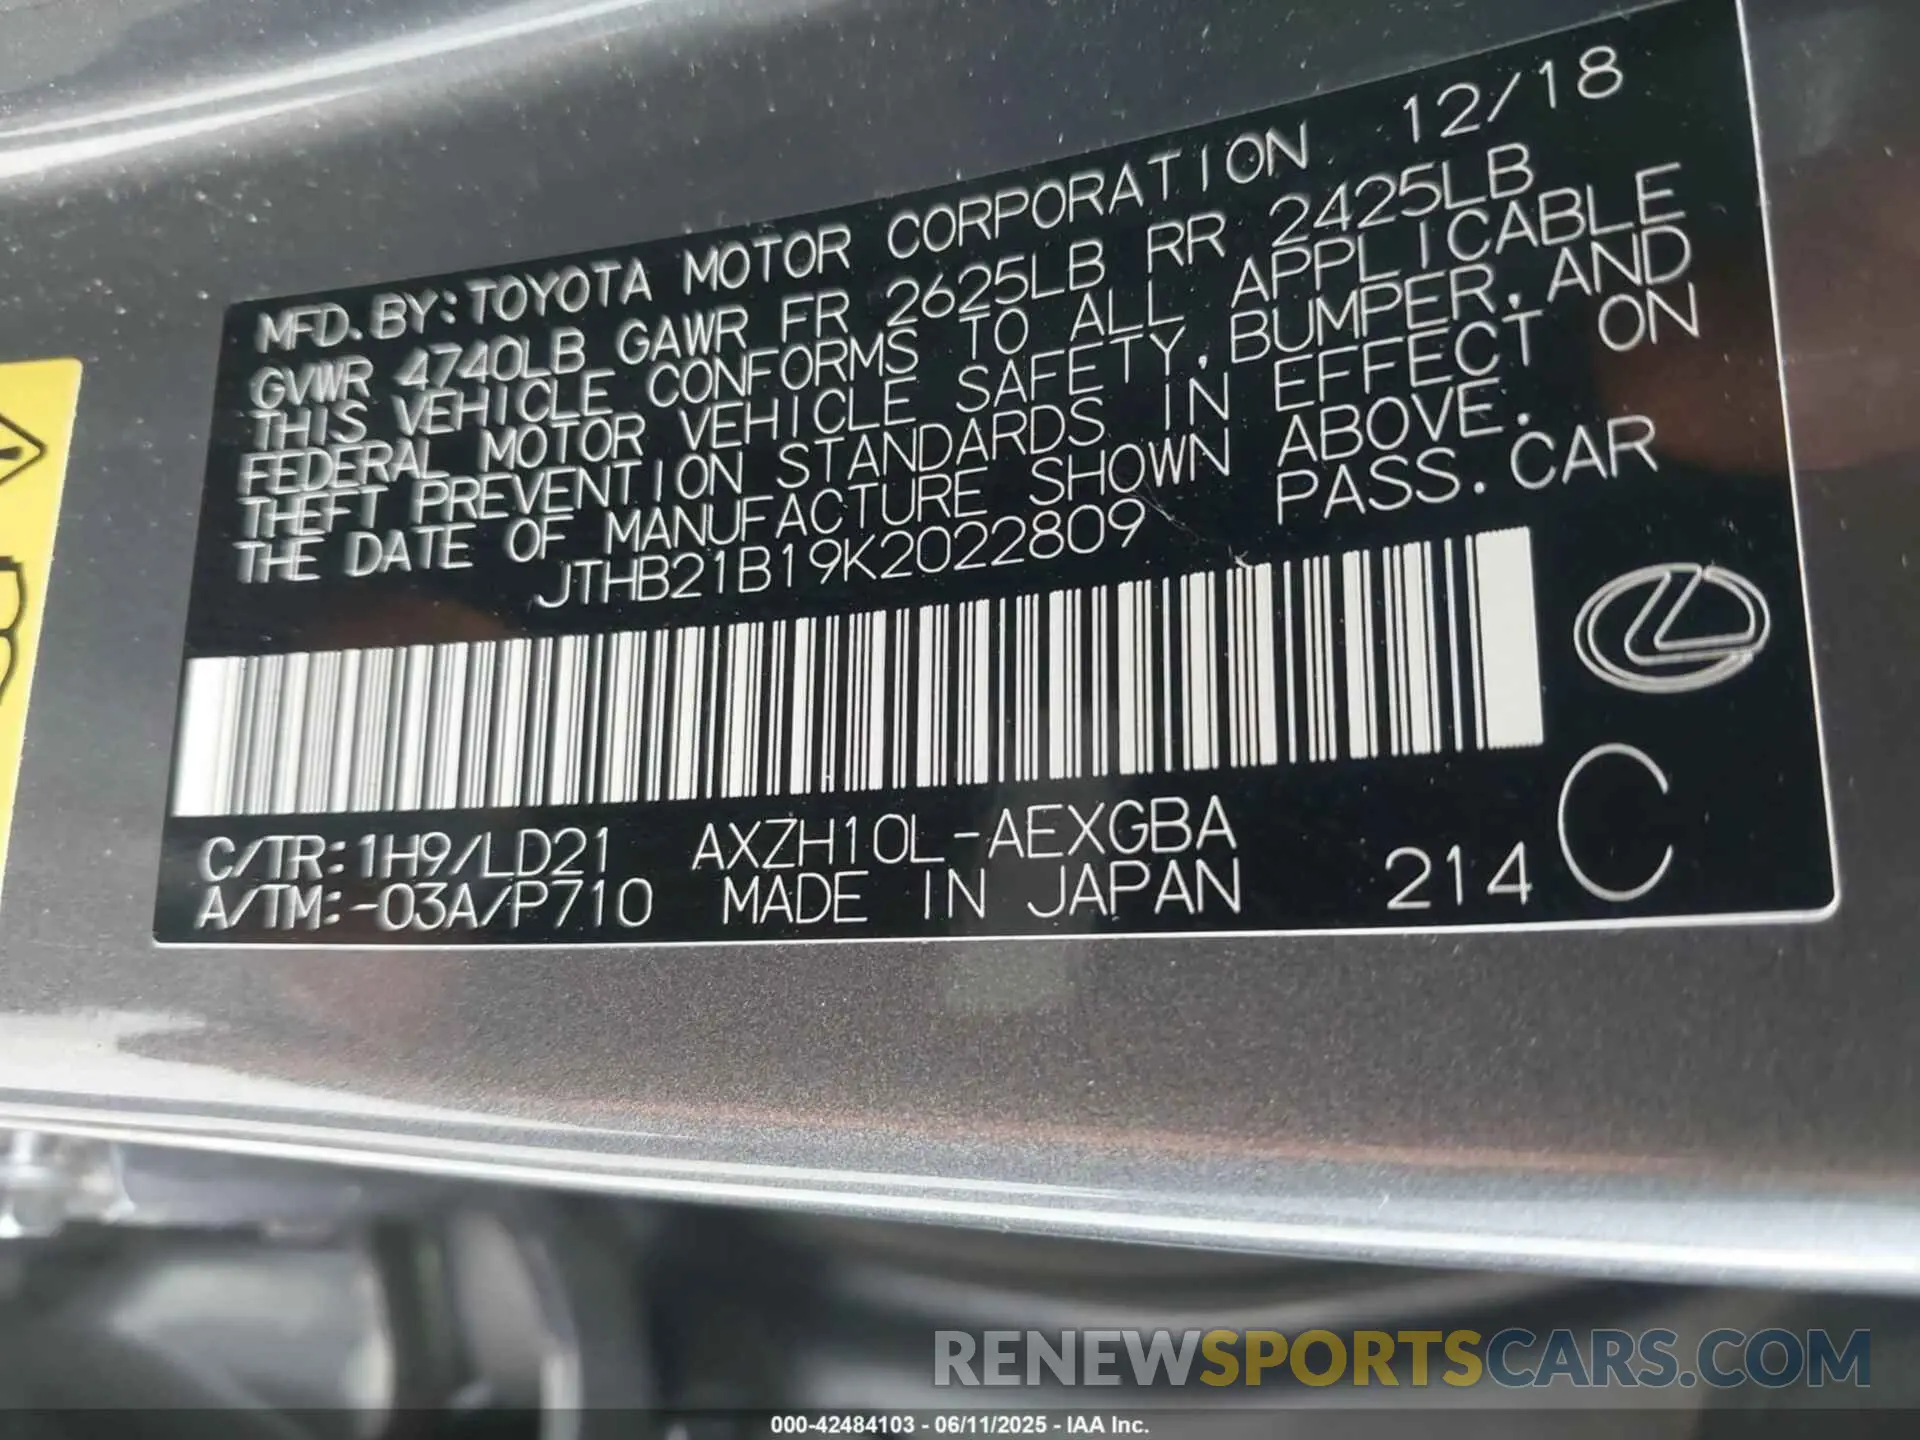 MFD. BY: TOYOTA MOTOR CORPORATION 12/18
GVWR 4740LB GAWR FR 2625LB RR 2425LB
THIS VEHICLE CONFORMS TO ALL APPLICABLE
FEDERAL MOTOR VEHICLE SAFETY, BUMPER, AND
THEFT PREVENTION STANDARDS IN EFFECT ON
THE DATE OF MANUFACTURE SHOWN ABOVE.
JTHB21B19K2022809 PASS. CAR
C/TR: 1H9/LD21 AXZH10L-AEXGBA
A/TM: -03A/P710 MADE IN JAPAN 214 C
RENEWSPORTSCARS.COM
000-42484103 - 06/11/2025 - IAA Inc.